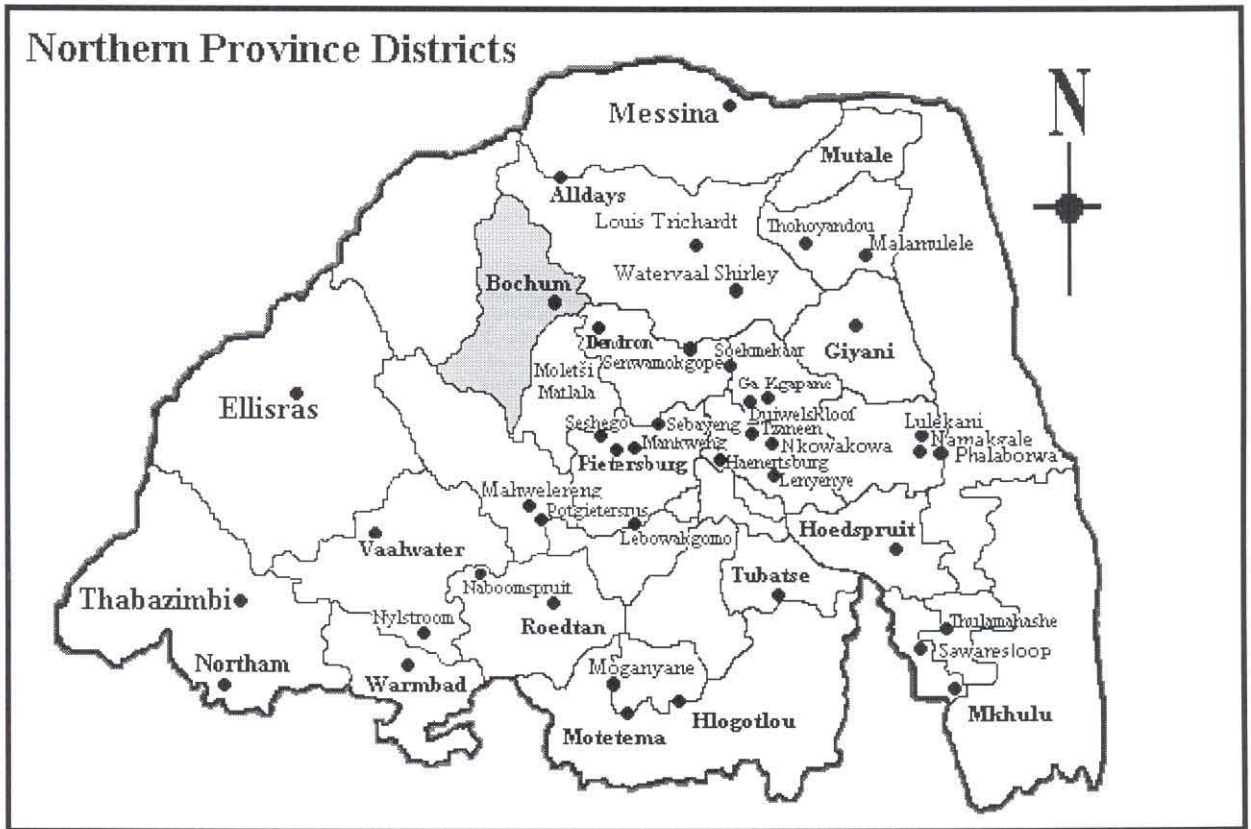 Northern Province Districts
N
Messina
Mutale
Alldays
Louis Trichardt
Thohoyandou
Malamulele
Watervaal Shirley
Bochum
Dendron
Senwamokgope
Soekmekaar
Giyani
Moletsi
Matlala
Ga Kgapane
Ellisras
Duiwelskloof
Seshego
Sebayeng
Tzaneen
Lulekani
Mankweng
Nkowakowa
Namakgale
Pietersburg
Haenertsburg
Phalaborwa
Lenyenye
Mahwelereng
Potgietersrus
Lebowakgomo
Hoedspruit
Vaalwater
Tubatse
Naboomspruit
Thabazimbi
Nylstroom
Roedtan
Thulamahashe
Northam
Warmbad
Moganyane
Sawaresloop
Motetema
Hlogotlou
Mkhulu